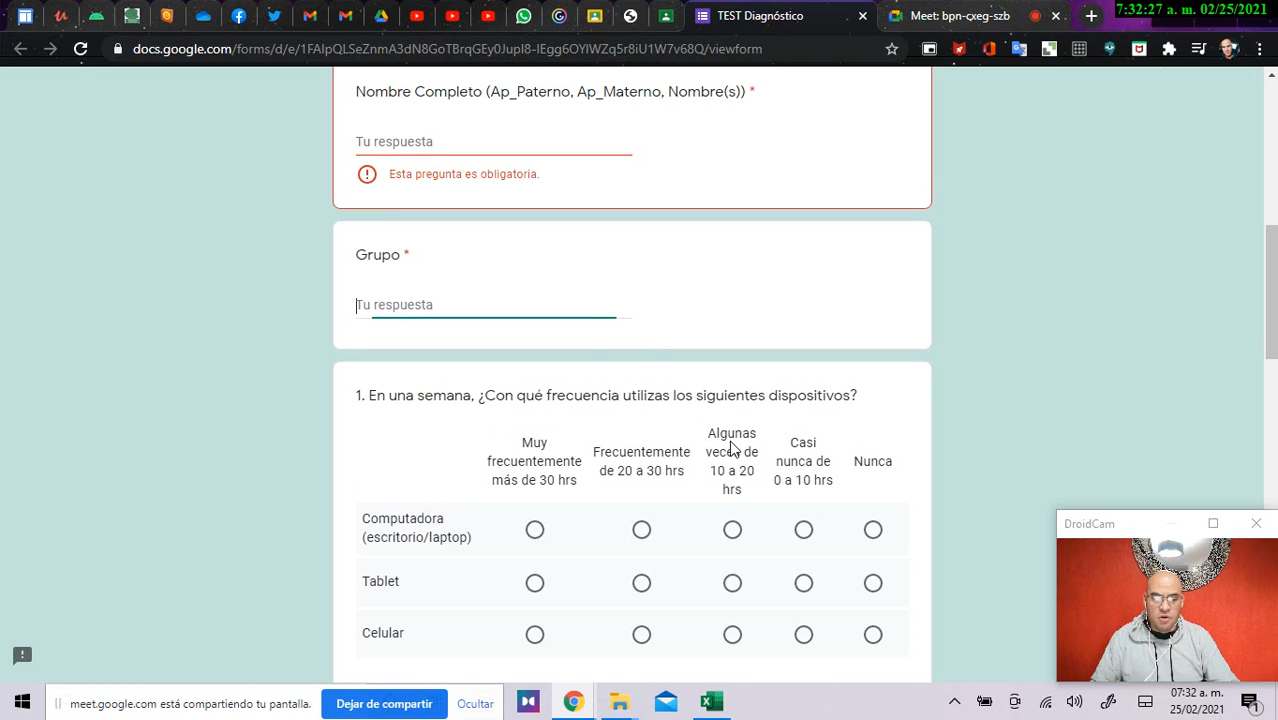 TEST Diagnóstico
Meet: bpn-qxeg-szb
7:32:27 a. m. 02/25/2021
docs.google.com/forms/d/e/1FAIpQLSeZnmA3dN8GoTBrqGEy0JupI8-lEgg6OYlWZq5r8iU1W7v68Q/viewform
Nombre Completo (Ap_Paterno, Ap_Materno, Nombre(s)) *
Tu respuesta
Esta pregunta es obligatoria.
Grupo *
Tu respuesta
1. En una semana, ¿Con qué frecuencia utilizas los siguientes dispositivos?
Muy frecuentemente más de 30 hrs
Frecuentemente de 20 a 30 hrs
Algunas veces de 10 a 20 hrs
Casi nunca de 0 a 10 hrs
Nunca
Computadora (escritorio/laptop)
Tablet
Celular
DroidCam
meet.google.com está compartiendo tu pantalla.
Dejar de compartir
Ocultar
07:32 a. m.
25/02/2021